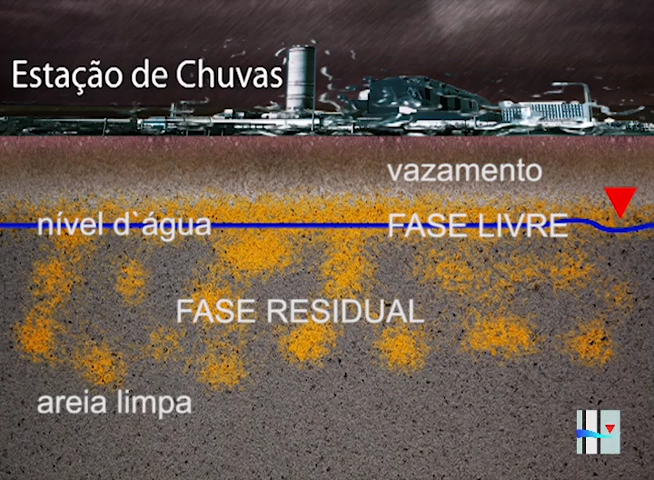 Estação de Chuvas
vazamento
nível d`água
FASE LIVRE
FASE RESIDUAL
areia limpa